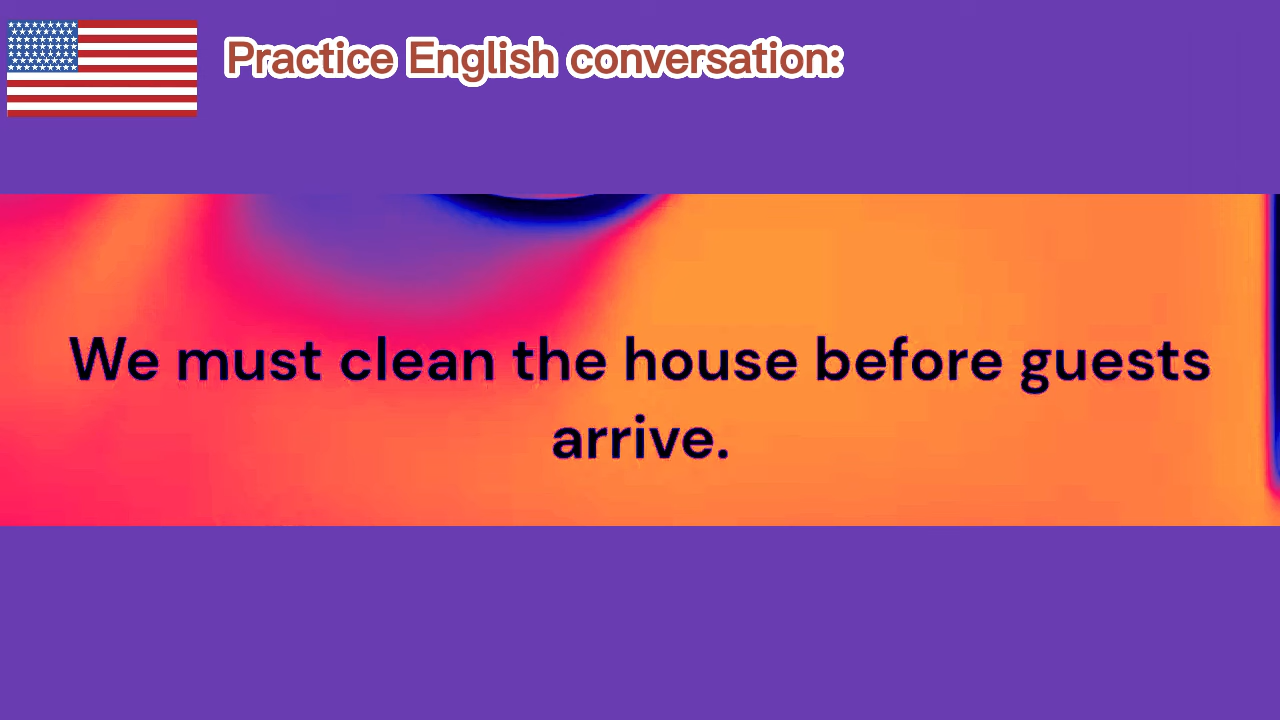 Practice English conversation:
We must clean the house before guests
arrive.